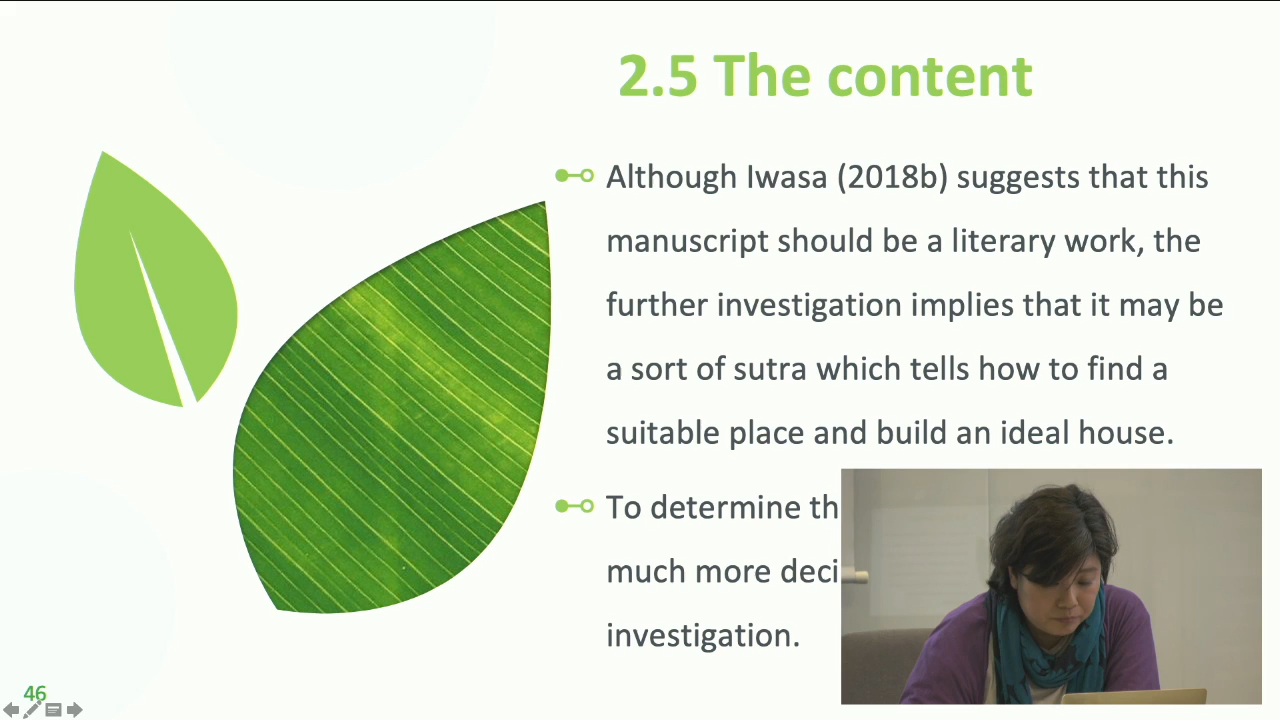 2.5 The content
Although Iwasa (2018b) suggests that this
manuscript should be a literary work, the
further investigation implies that it may be
a sort of sutra which tells how to find a
suitable place and build an ideal house.
To determine
much more
investigation.
46